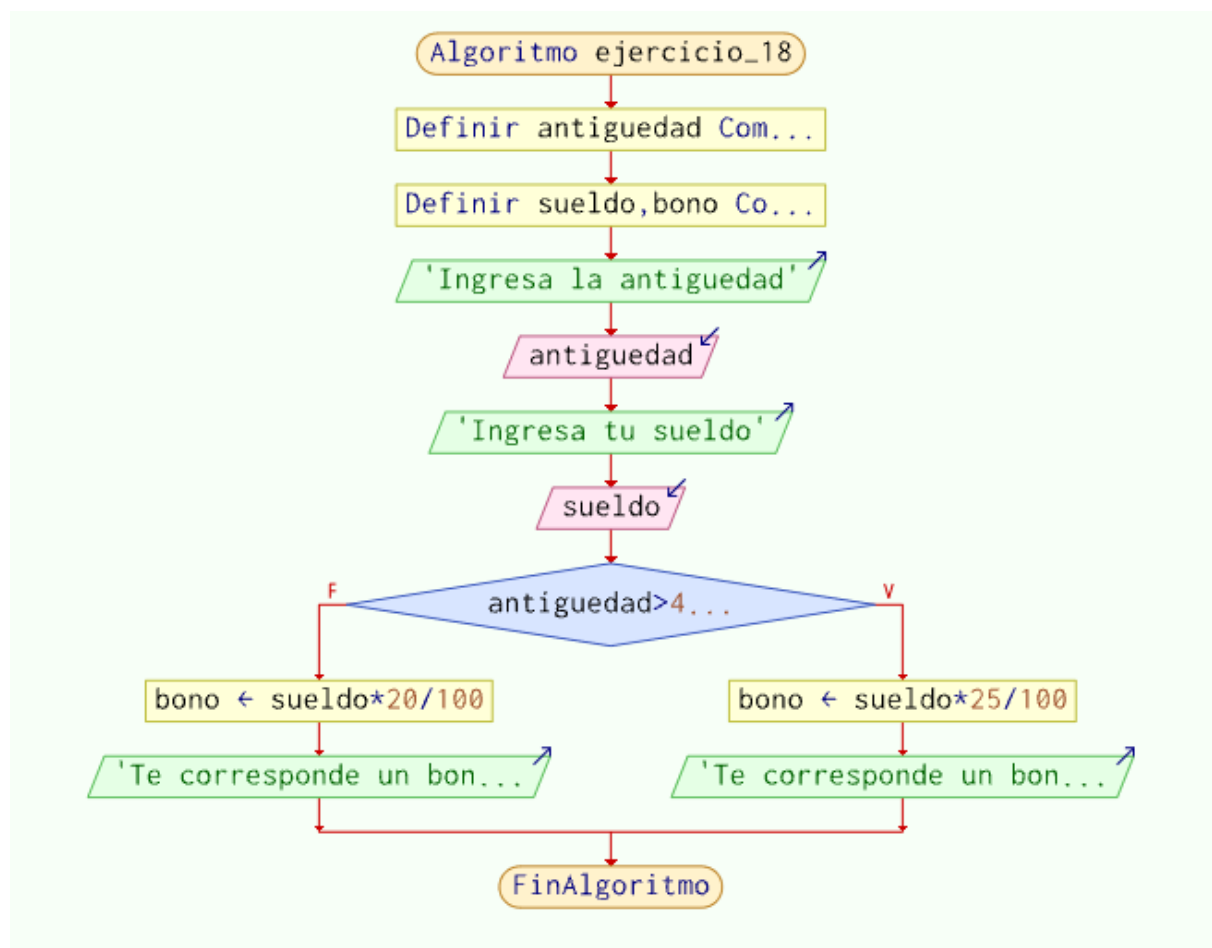 Algoritmo ejercicio_18
Definir antiguedad Com...
Definir sueldo,bono Co...
'Ingresa la antiguedad'
antiguedad
'Ingresa tu sueldo'
sueldo
F
V
antiguedad>4...
bono ← sueldo*20/100
bono ← sueldo*25/100
'Te corresponde un bon...
'Te corresponde un bon...
FinAlgoritmo